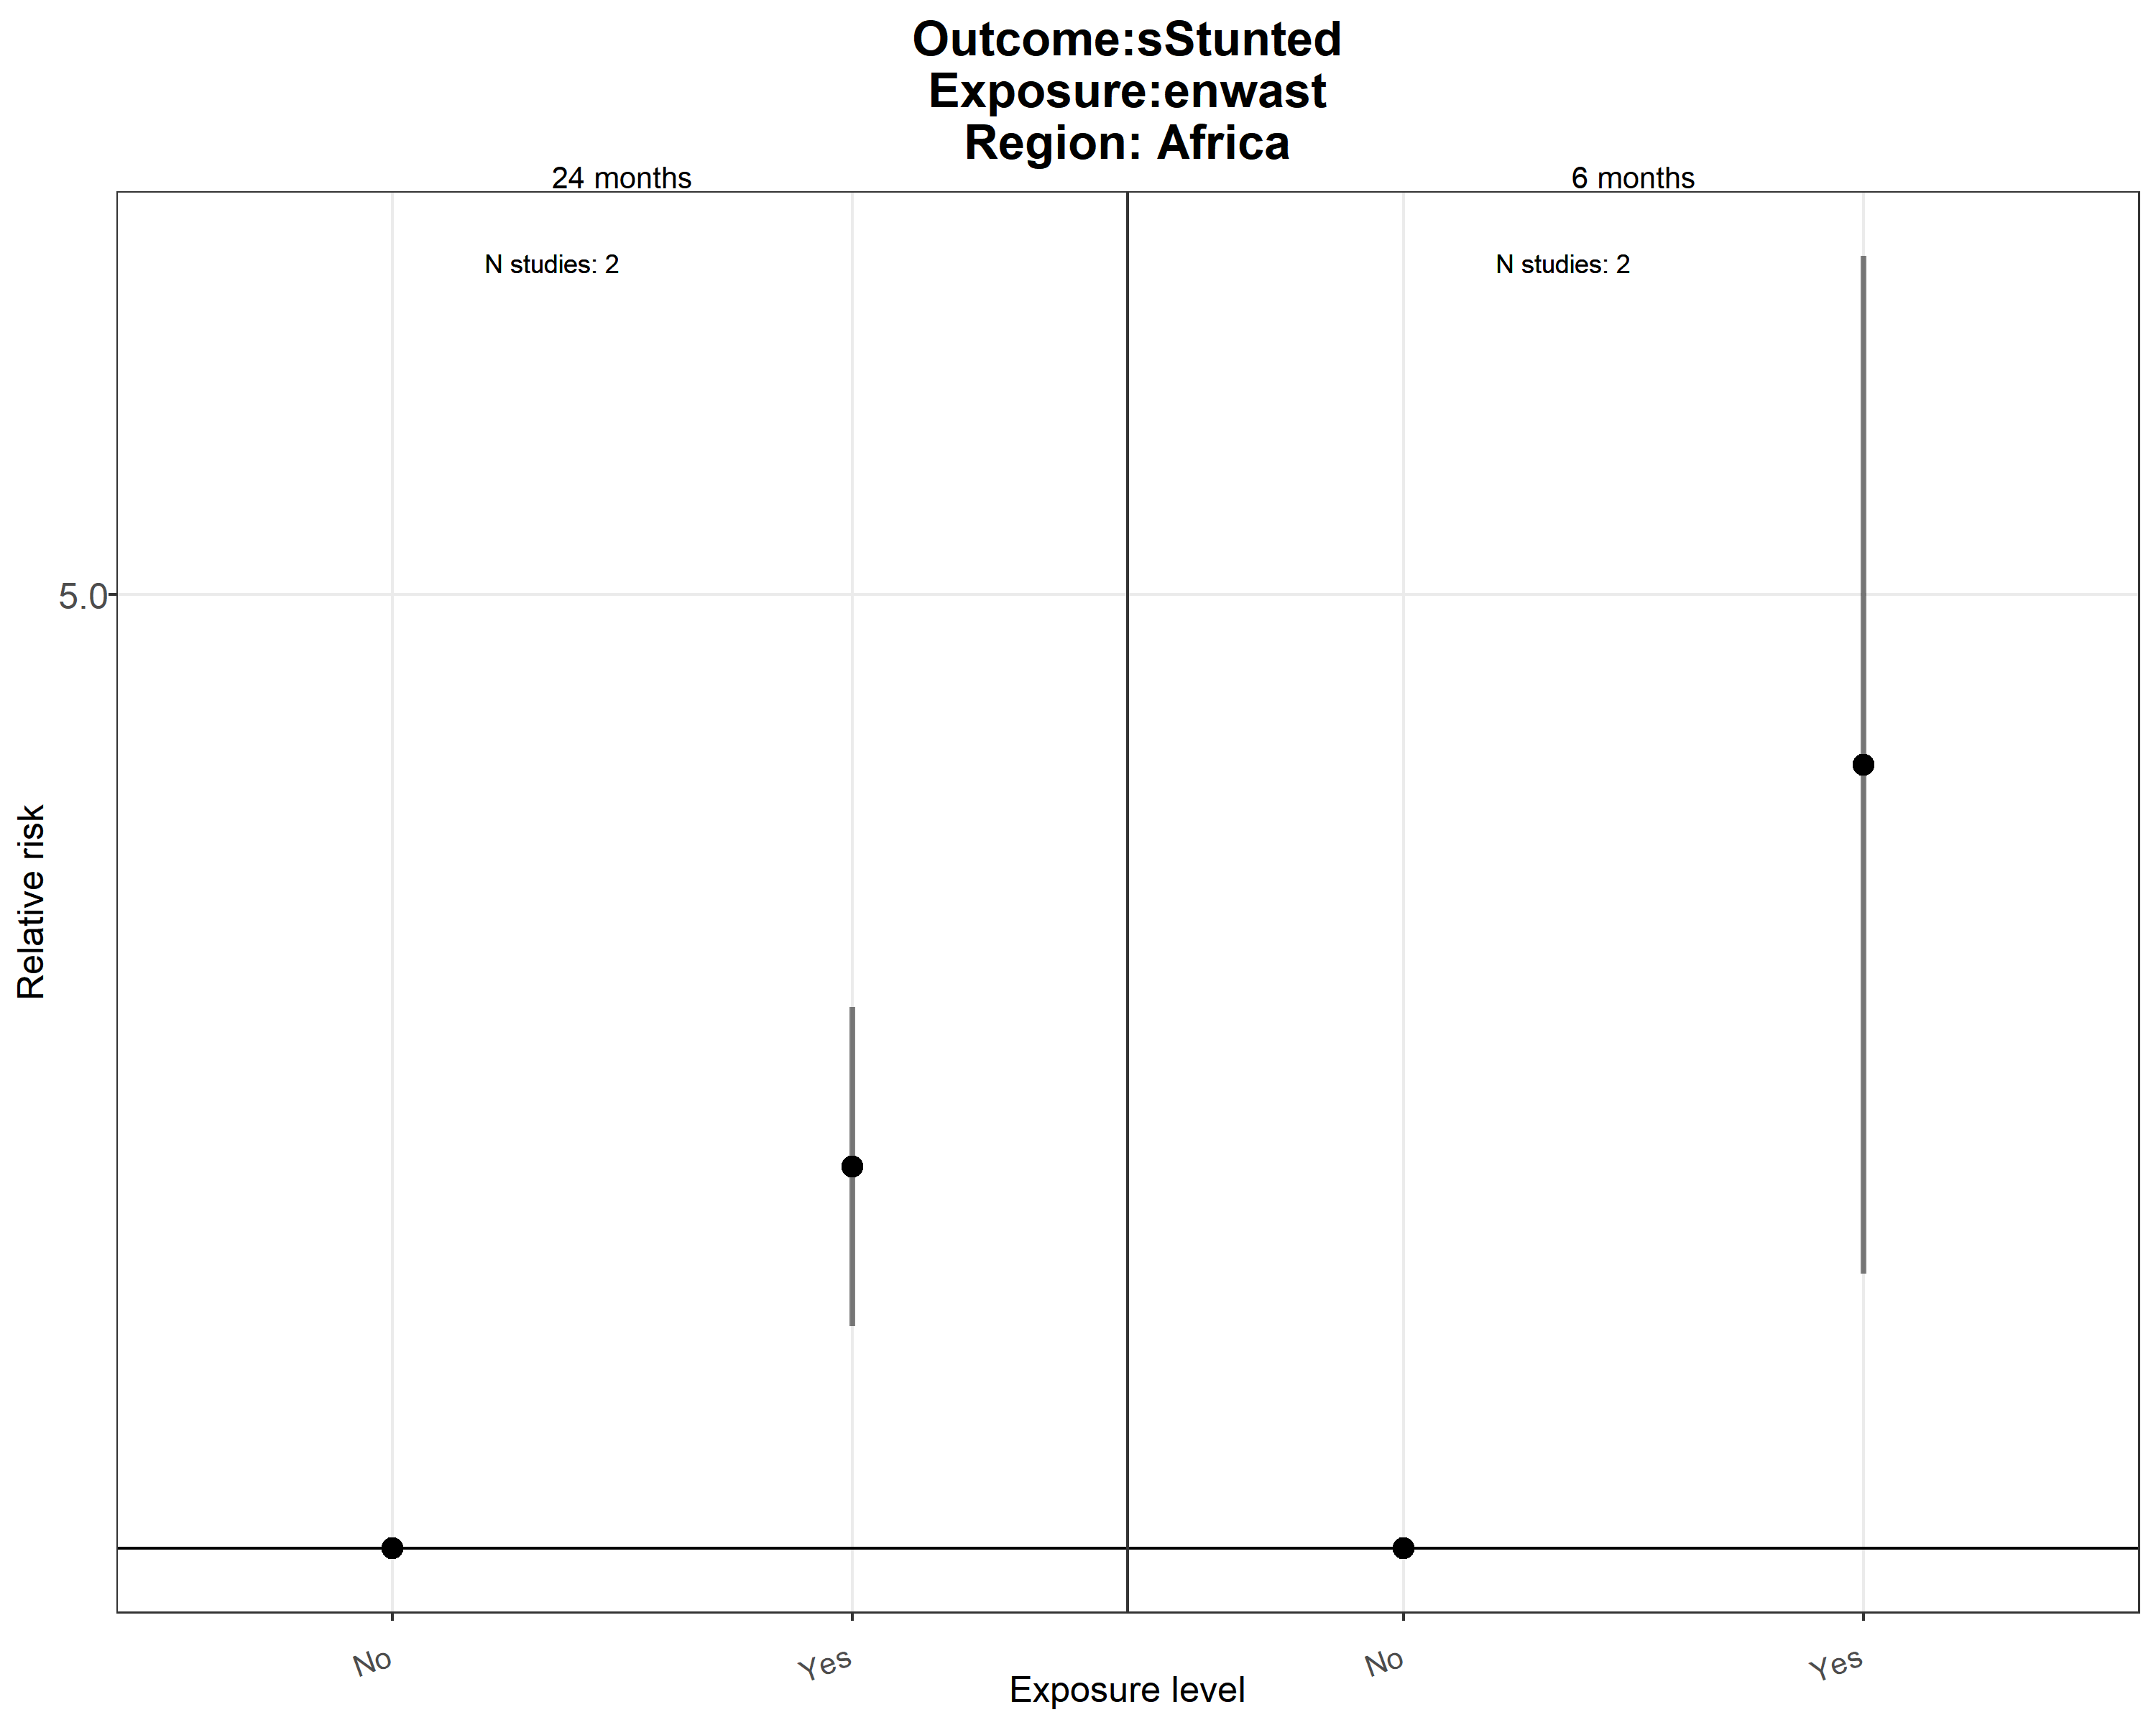 Outcome:sStunted
Exposure:enwast
Region: Africa
24 months
6 months
N studies: 2
N studies: 2
5.0
Relative risk
No
Yes
No
Yes
Exposure level